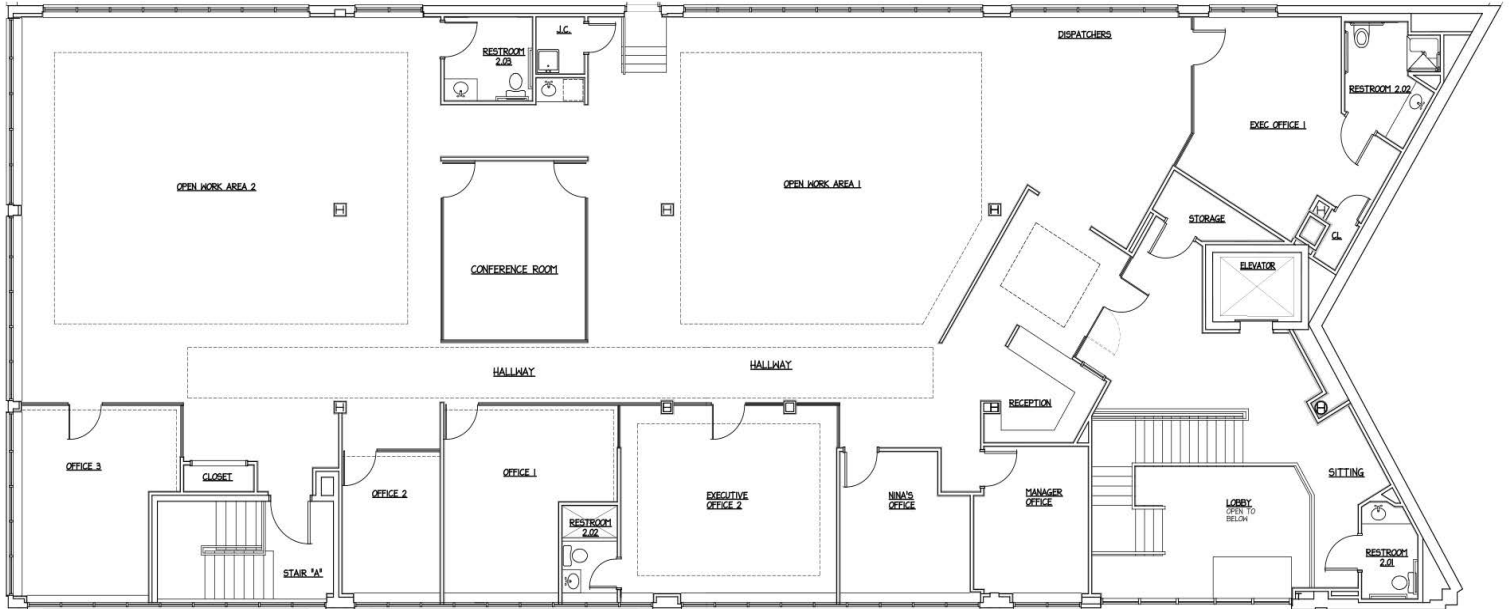 J.C.
DISPATCHERS
RESTROOM
2.03
RESTROOM 2.02
EXEC OFFICE 1
OPEN WORK AREA 2
OPEN WORK AREA 1
STORAGE
CL.
CONFERENCE ROOM
ELEVATOR
HALLWAY
HALLWAY
RECEPTION
OFFICE 3
CLOSET
OFFICE 2
OFFICE 1
EXECUTIVE
OFFICE 2
NINA'S
OFFICE
MANAGER
OFFICE
SITTING
LOBBY
OPEN TO
BELOW
RESTROOM
2.02
RESTROOM
2.01
STAIR "A"